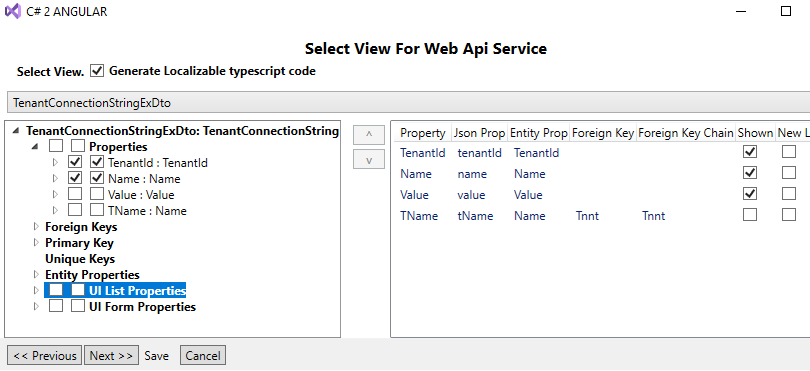 C# 2 ANGULAR
Select View For Web Api Service
Select View. Generate Localizable typescript code
TenantConnectionStringExDto
TenantConnectionStringExDto: TenantConnectionString
Properties
TenantId : TenantId
Name : Name
Value : Value
TName : Name
Foreign Keys
Primary Key
Unique Keys
Entity Properties
UI List Properties
UI Form Properties
^
v
Property Json Prop Entity Prop Foreign Key Foreign Key Chain Shown New L
TenantId tenantId TenantId
Name name Name
Value value Value
TName tName Name Tnnt Tnnt
<< Previous Next >> Save Cancel